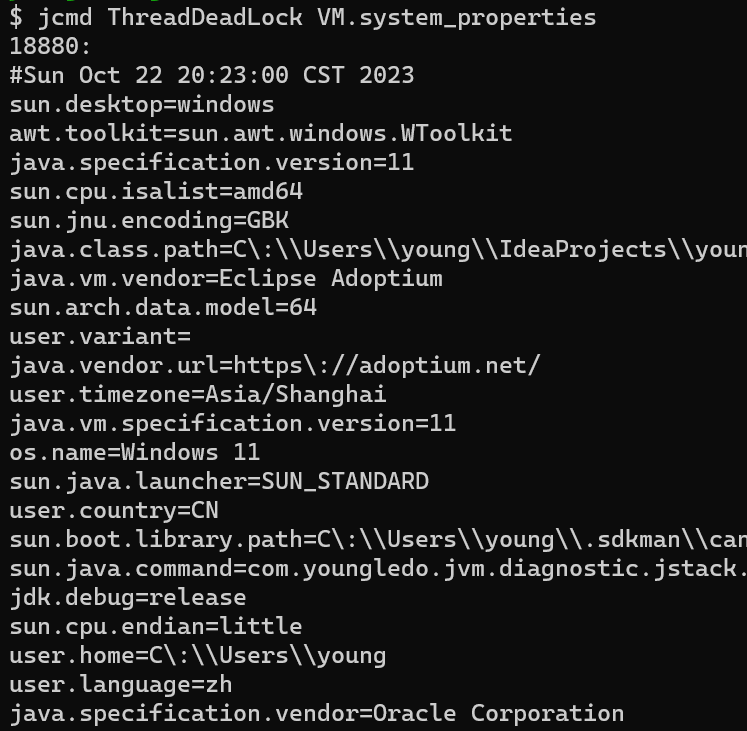 $ jcmd ThreadDeadLock VM.system_properties
18880:
#Sun Oct 22 20:23:00 CST 2023
sun.desktop=windows
awt.toolkit=sun.awt.windows.WToolkit
java.specification.version=11
sun.cpu.isalist=amd64
sun.jnu.encoding=GBK
java.class.path=C\:\\Users\\young\\IdeaProjects\\youn
java.vm.vendor=Eclipse Adoptium
sun.arch.data.model=64
user.variant=
java.vendor.url=https\://adoptium.net/
user.timezone=Asia/Shanghai
java.vm.specification.version=11
os.name=Windows 11
sun.java.launcher=SUN_STANDARD
user.country=CN
sun.boot.library.path=C\:\\Users\\young\\.sdkman\\can
sun.java.command=com.youngledo.jvm.diagnostic.jstack.
jdk.debug=release
sun.cpu.endian=little
user.home=C\:\\Users\\young
user.language=zh
java.specification.vendor=Oracle Corporation